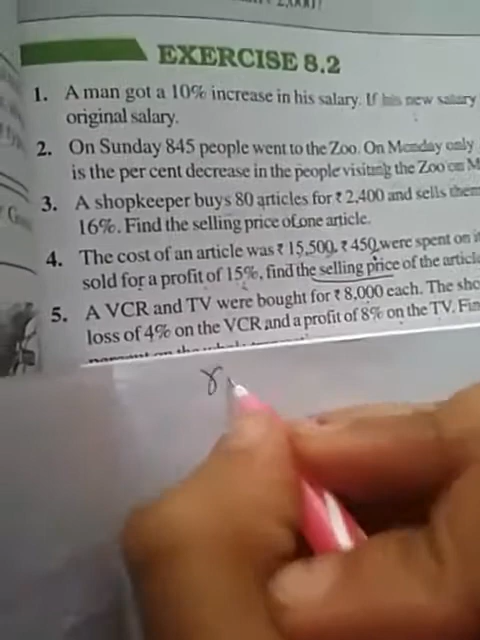 2,000?
EXERCISE 8.2
1. A man got a 10% increase in his salary. If his new salary
original salary.
2. On Sunday 845 people went to the Zoo. On Monday only
is the per cent decrease in the people visiting the Zoo on M
3. A shopkeeper buys 80 articles for ₹ 2,400 and sells them
16%. Find the selling price of one article.
4. The cost of an article was ₹ 15,500. ₹ 450 were spent on i
sold for a profit of 15%, find the selling price of the articl
5. A VCR and TV were bought for ₹ 8,000 each. The sho
loss of 4% on the VCR and a profit of 8% on the TV. Fin